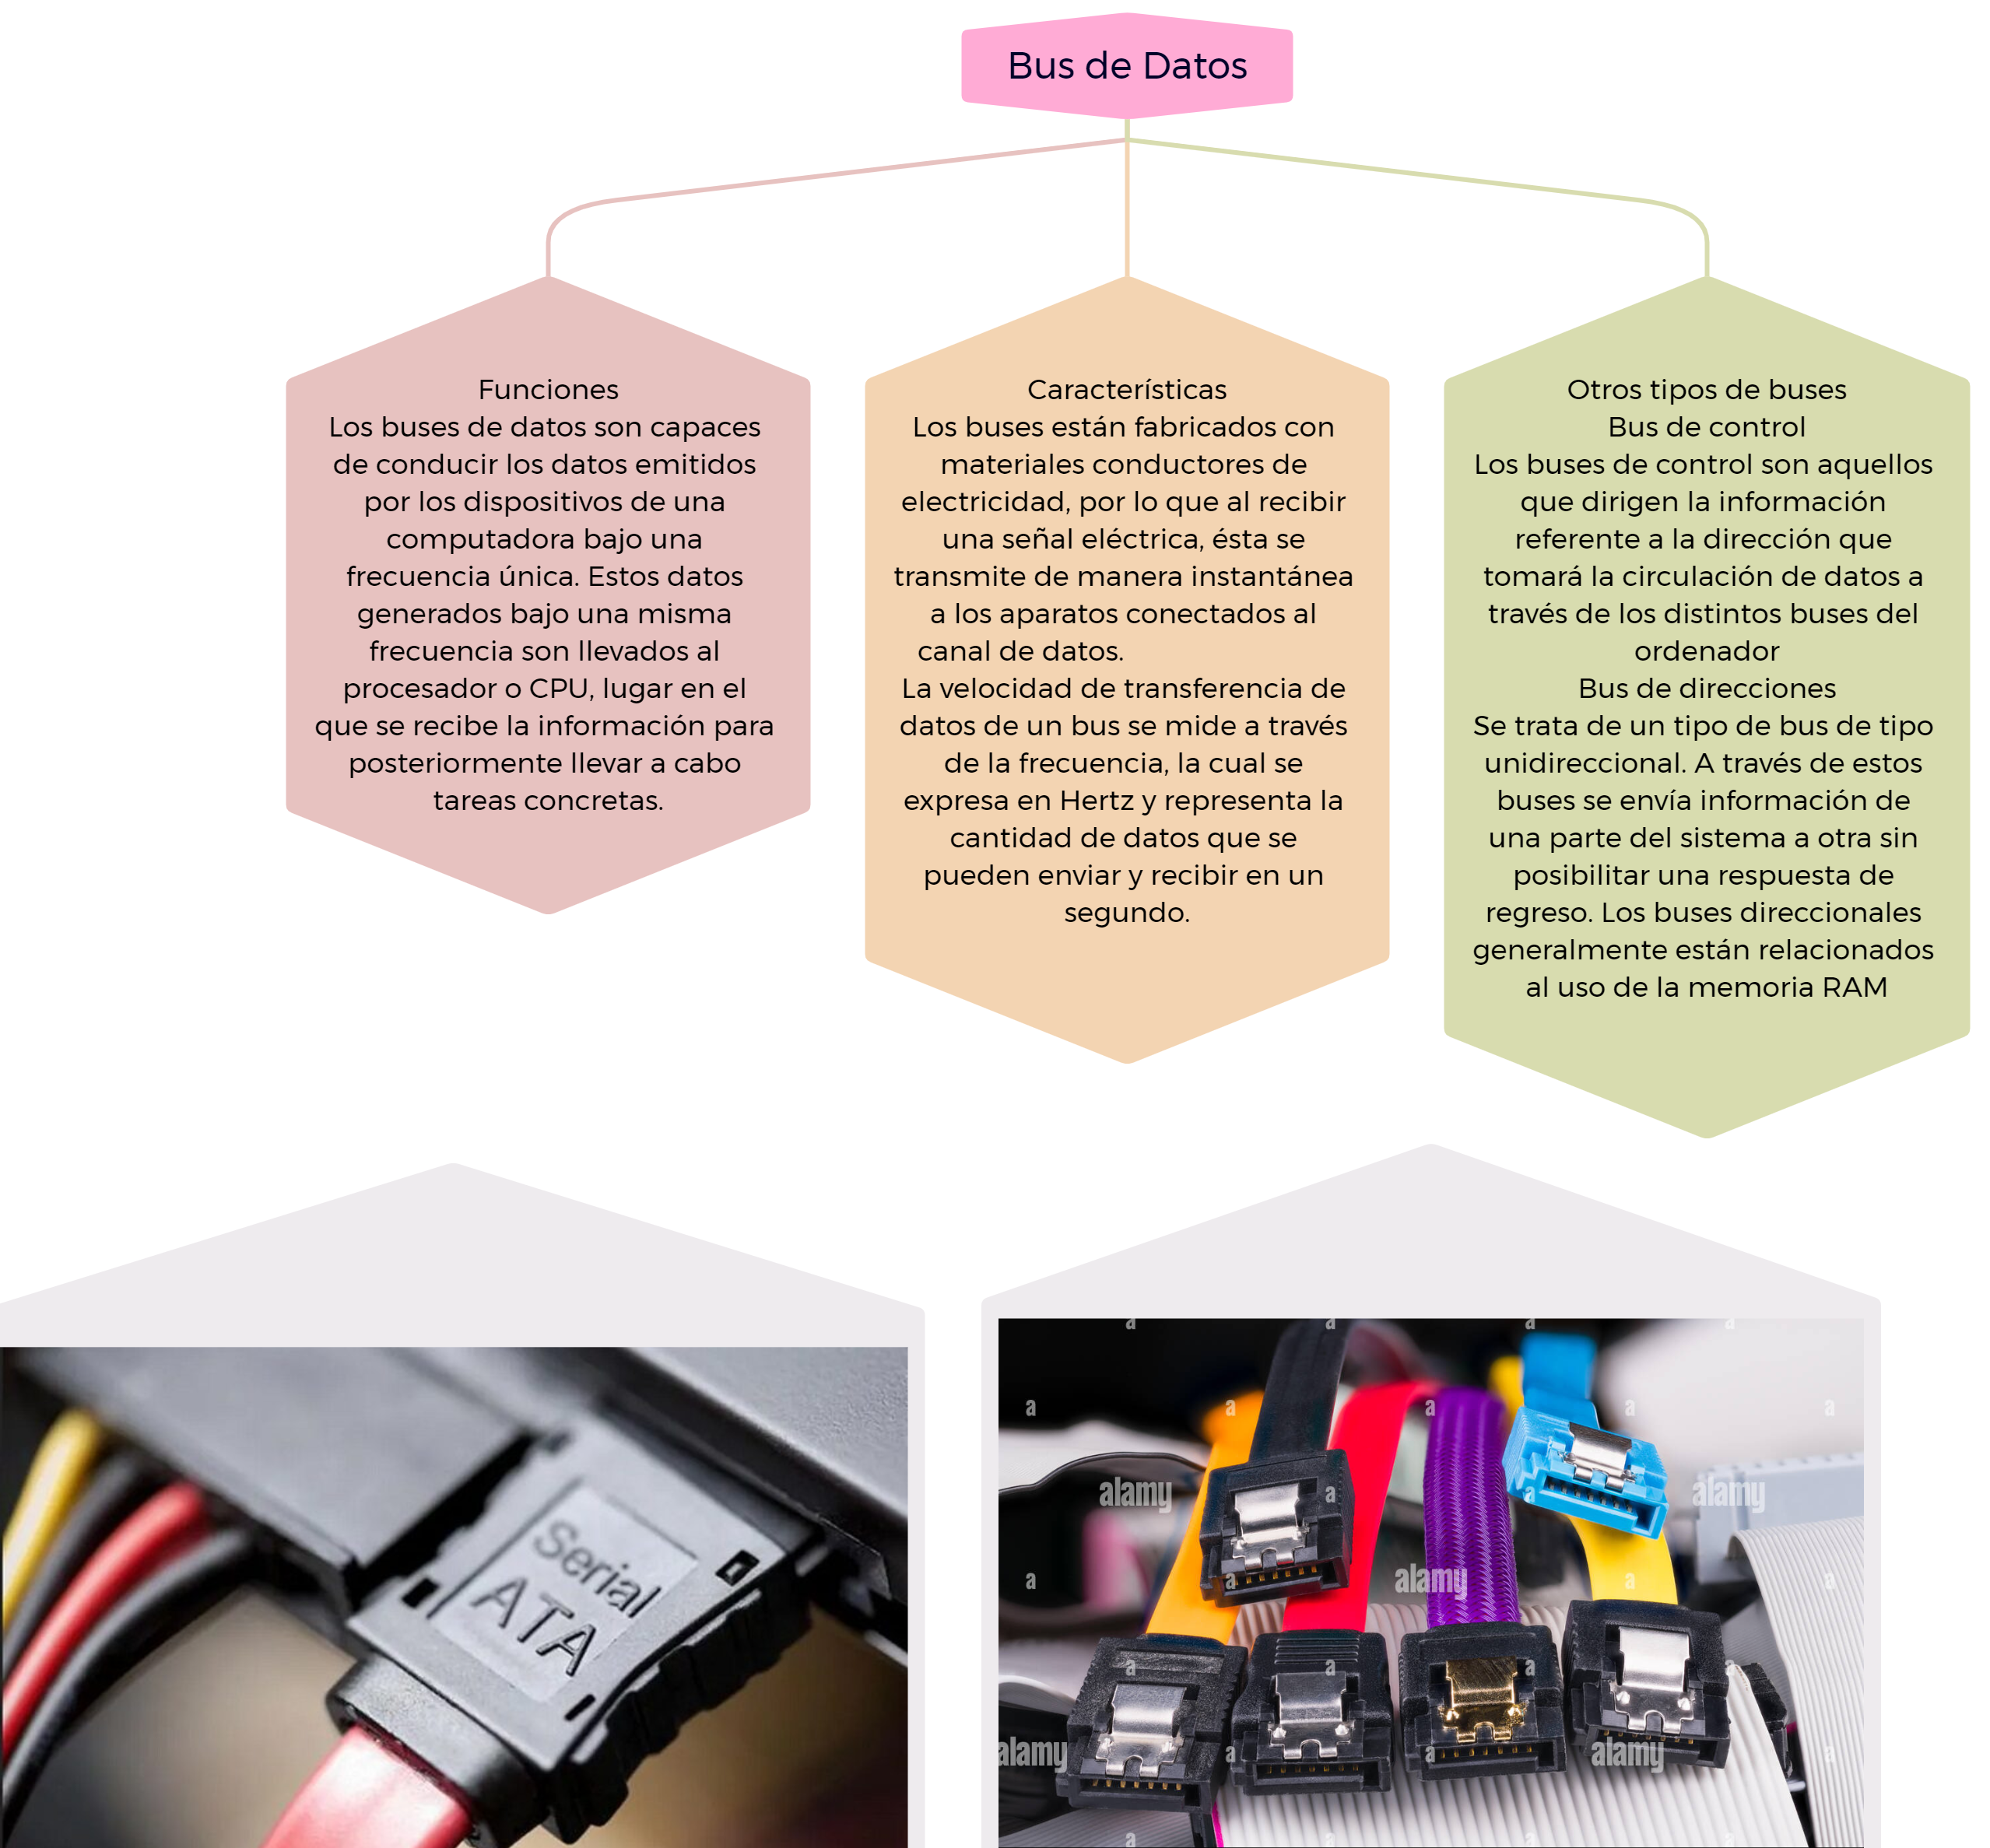 Bus de Datos
Funciones
Los buses de datos son capaces
de conducir los datos emitidos
por los dispositivos de una
computadora bajo una
frecuencia única. Estos datos
generados bajo una misma
frecuencia son llevados al
procesador o CPU, lugar en el
que se recibe la información para
posteriormente llevar a cabo
tareas concretas.
Características
Los buses están fabricados con
materiales conductores de
electricidad, por lo que al recibir
una señal eléctrica, ésta se
transmite de manera instantánea
a los aparatos conectados al
canal de datos.
La velocidad de transferencia de
datos de un bus se mide a través
de la frecuencia, la cual se
expresa en Hertz y representa la
cantidad de datos que se
pueden enviar y recibir en un
segundo.
Otros tipos de buses
Bus de control
Los buses de control son aquellos
que dirigen la información
referente a la dirección que
tomará la circulación de datos a
través de los distintos buses del
ordenador
Bus de direcciones
Se trata de un tipo de bus de tipo
unidireccional. A través de estos
buses se envía información de
una parte del sistema a otra sin
posibilitar una respuesta de
regreso. Los buses direccionales
generalmente están relacionados
al uso de la memoria RAM
Serial
ATA
a a a a
a a a a a
alamy a alamy
a alamy a a
a a a
alamy a a alamy a
a a a a